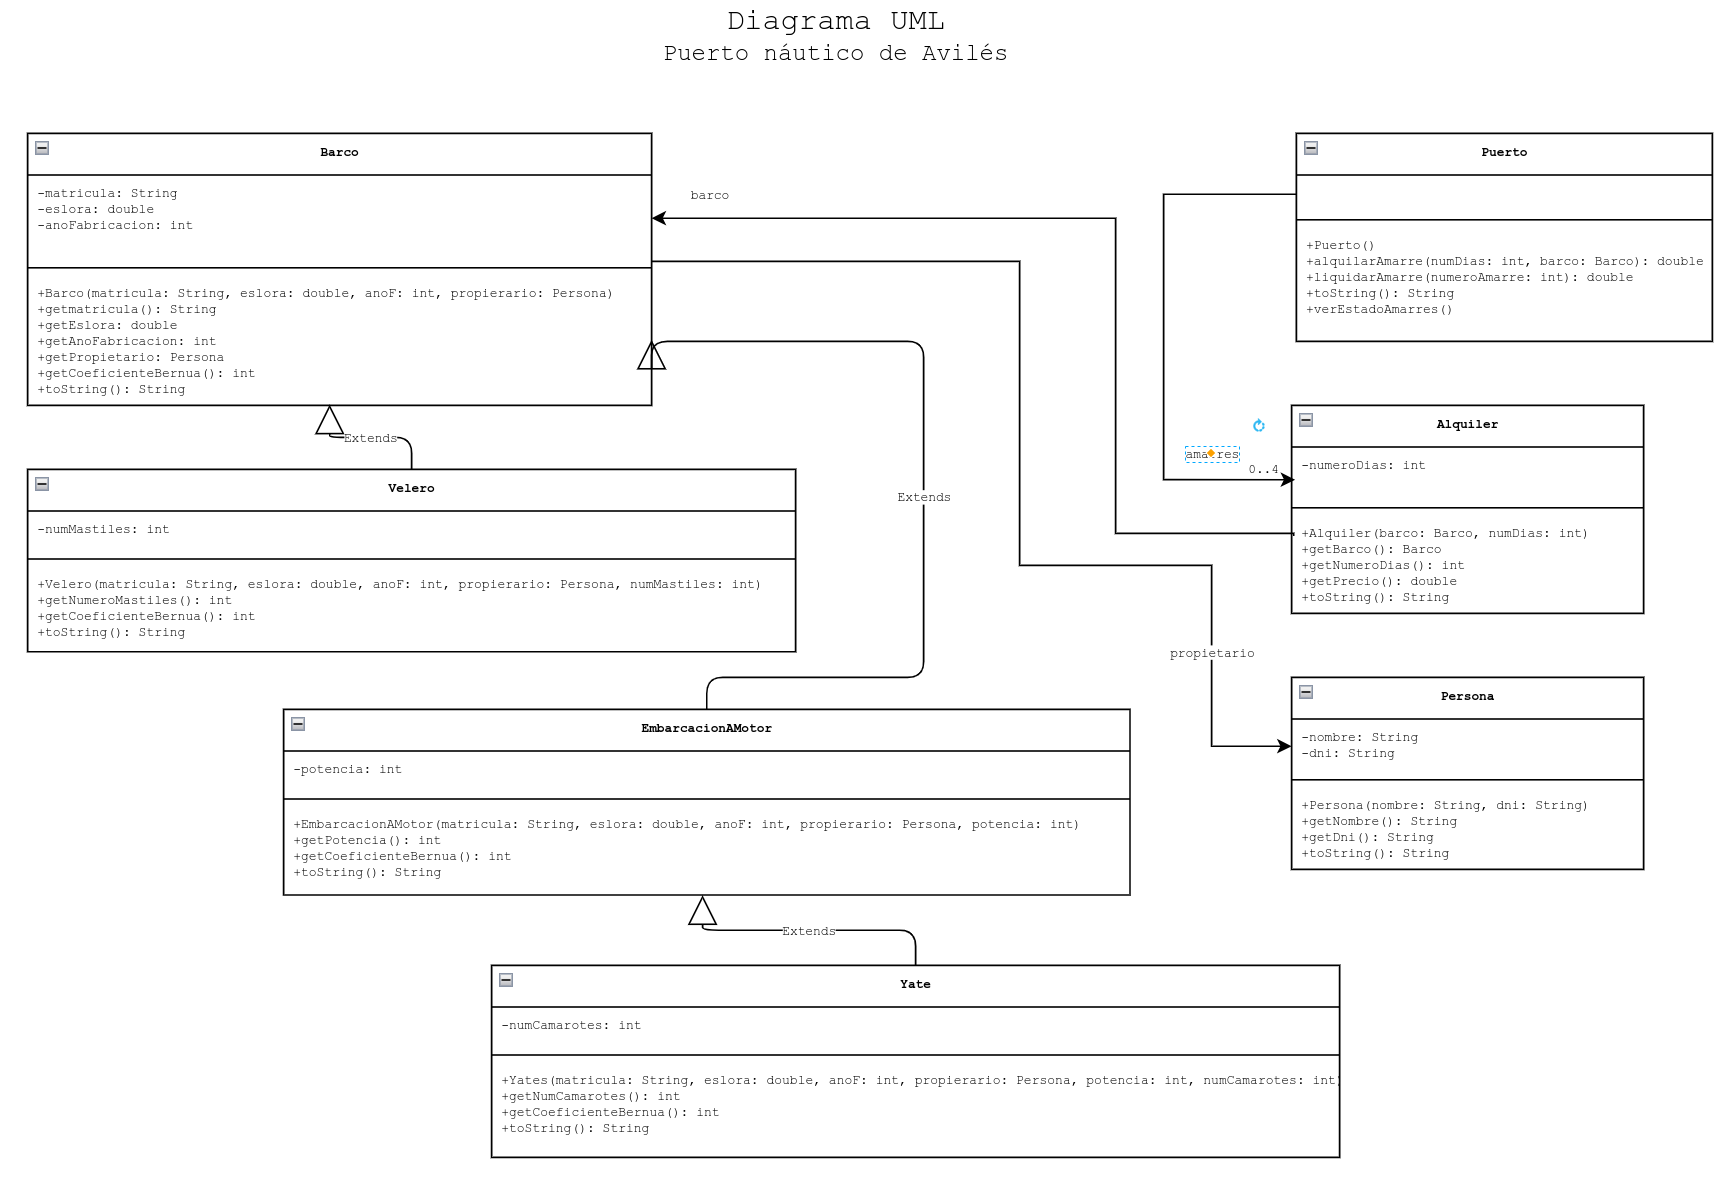 Diagrama UML
Puerto náutico de Avilés
Barco
-matricula: String
-eslora: double
-anoFabricacion: int
+Barco(matricula: String, eslora: double, anoF: int, propierario: Persona)
+getmatricula(): String
+getEslora: double
+getAnoFabricacion: int
+getPropietario: Persona
+getCoeficienteBernua(): int
+toString(): String
barco
Puerto
+Puerto()
+alquilarAmarre(numDias: int, barco: Barco): double
+liquidarAmarre(numeroAmarre: int): double
+toString(): String
+verEstadoAmarres()
amarres
0..4
Alquiler
-numeroDias: int
+Alquiler(barco: Barco, numDias: int)
+getBarco(): Barco
+getNumeroDias(): int
+getPrecio(): double
+toString(): String
Extends
Velero
-numMastiles: int
+Velero(matricula: String, eslora: double, anoF: int, propierario: Persona, numMastiles: int)
+getNumeroMastiles(): int
+getCoeficienteBernua(): int
+toString(): String
Extends
propietario
Persona
-nombre: String
-dni: String
+Persona(nombre: String, dni: String)
+getNombre(): String
+getDni(): String
+toString(): String
EmbarcacionAMotor
-potencia: int
+EmbarcacionAMotor(matricula: String, eslora: double, anoF: int, propierario: Persona, potencia: int)
+getPotencia(): int
+getCoeficienteBernua(): int
+toString(): String
Extends
Yate
-numCamarotes: int
+Yates(matricula: String, eslora: double, anoF: int, propierario: Persona, potencia: int, numCamarotes: int)
+getNumCamarotes(): int
+getCoeficienteBernua(): int
+toString(): String